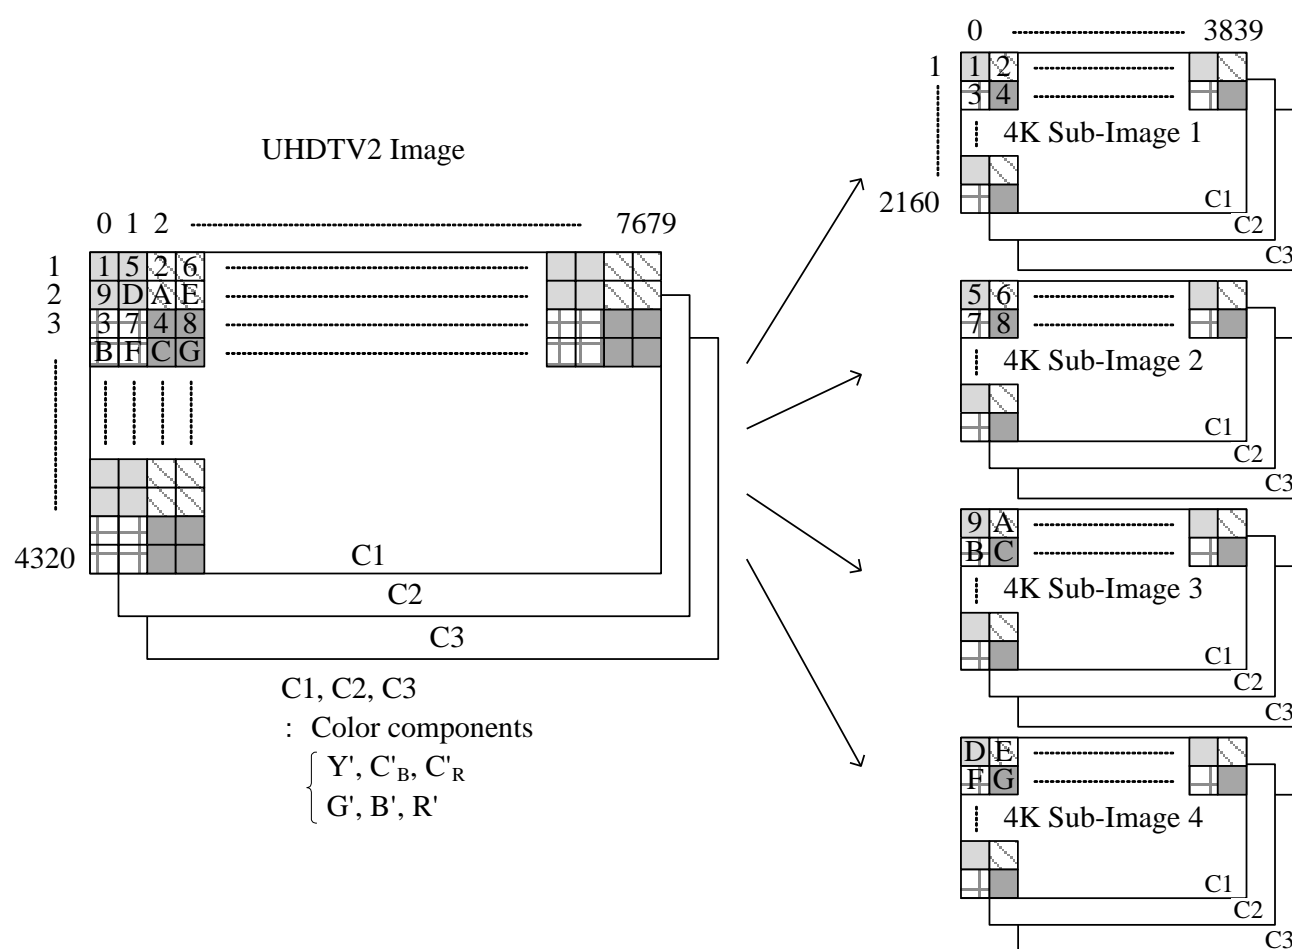 UHDTV2 Image
0 1 2 7679
1 1 5 2 6
2 9 D A E
3 3 7 4 8
B F C G
4320
C1
C2
C3
C1, C2, C3
: Color components
Y', C'B, C'R
G', B', R'
0 3839
1 1 2
3 4
4K Sub-Image 1
2160
C1
C2
C3
5 6
7 8
4K Sub-Image 2
C1
C2
C3
9 A
B C
4K Sub-Image 3
C1
C2
C3
D E
F G
4K Sub-Image 4
C1
C2
C3